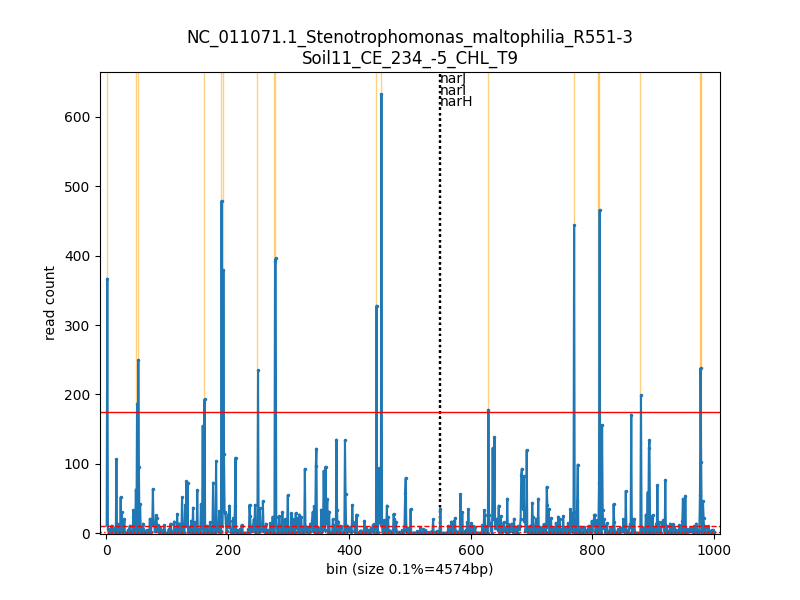 NC_011071.1_Stenotrophomonas_maltophilia_R551-3
Soil11_CE_234_-5_CHL_T9
narJ
narI
narH
600
500
400
300
200
100
0
read count
0 200 400 600 800 1000
bin (size 0.1%=4574bp)